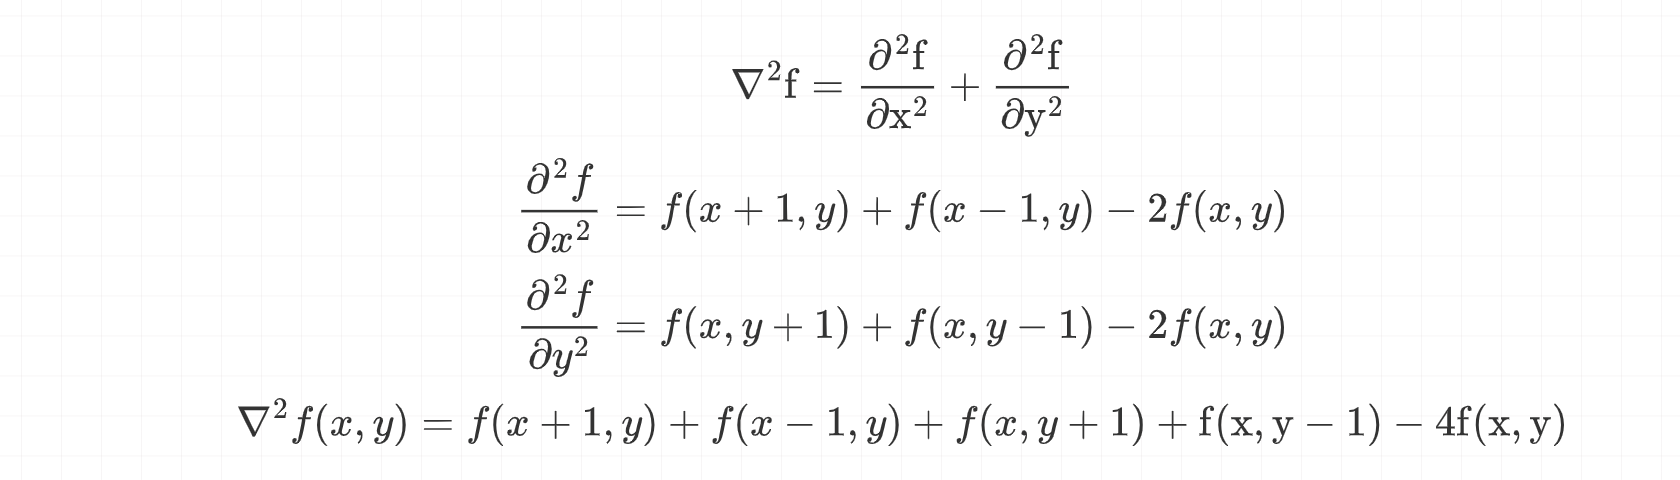 ∇²f = ∂²f/∂x² + ∂²f/∂y²
∂²f/∂x² = f(x + 1, y) + f(x − 1, y) − 2f(x, y)
∂²f/∂y² = f(x, y + 1) + f(x, y − 1) − 2f(x, y)
∇²f(x, y) = f(x + 1, y) + f(x − 1, y) + f(x, y + 1) + f(x, y − 1) − 4f(x, y)